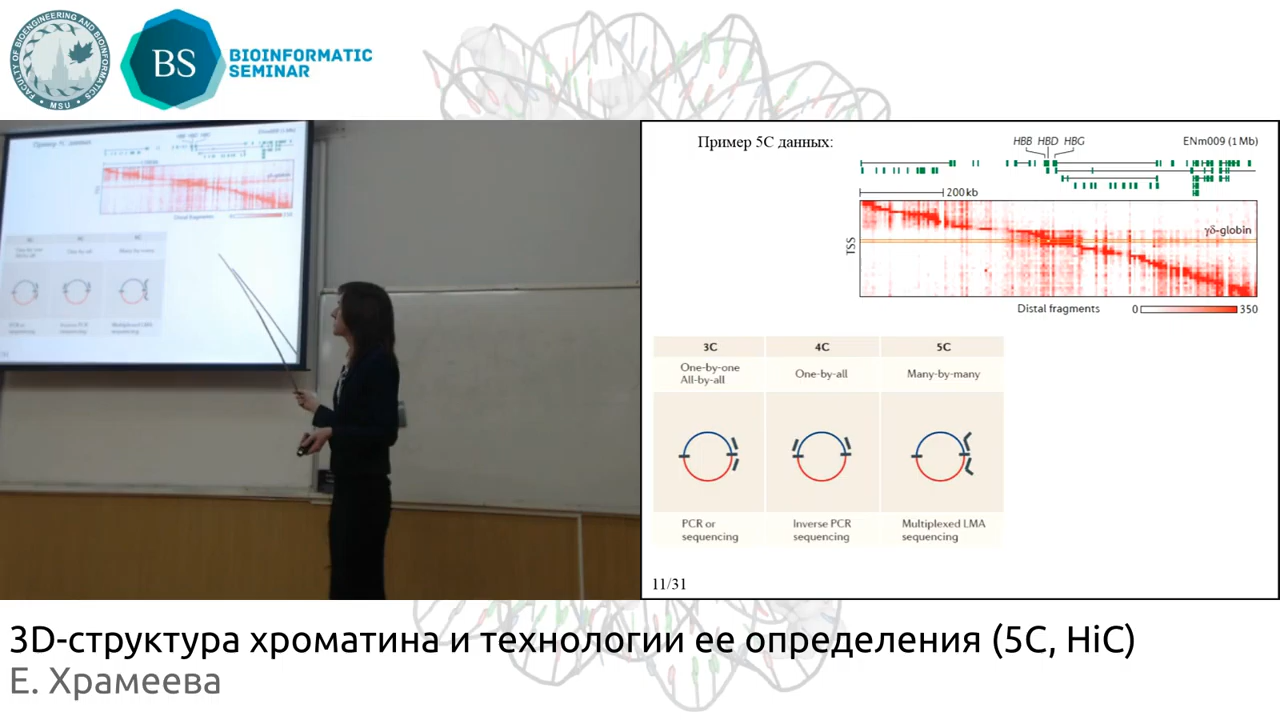 FACULTY OF BIOENGINEERING AND BIOINFORMATICS
• MSU •
BS
BIOINFORMATIC
SEMINAR
Пример 5C данных:
HBB HBD HBG
ENm009 (1 Mb)
200 kb
TSS
γδ-globin
Distal fragments
0
350
3C
4C
5C
One-by-one
All-by-all
One-by-all
Many-by-many
PCR or
sequencing
Inverse PCR
sequencing
Multiplexed LMA
sequencing
11/31
3D-структура хроматина и технологии ее определения (5C, HiC)
Е. Храмеева